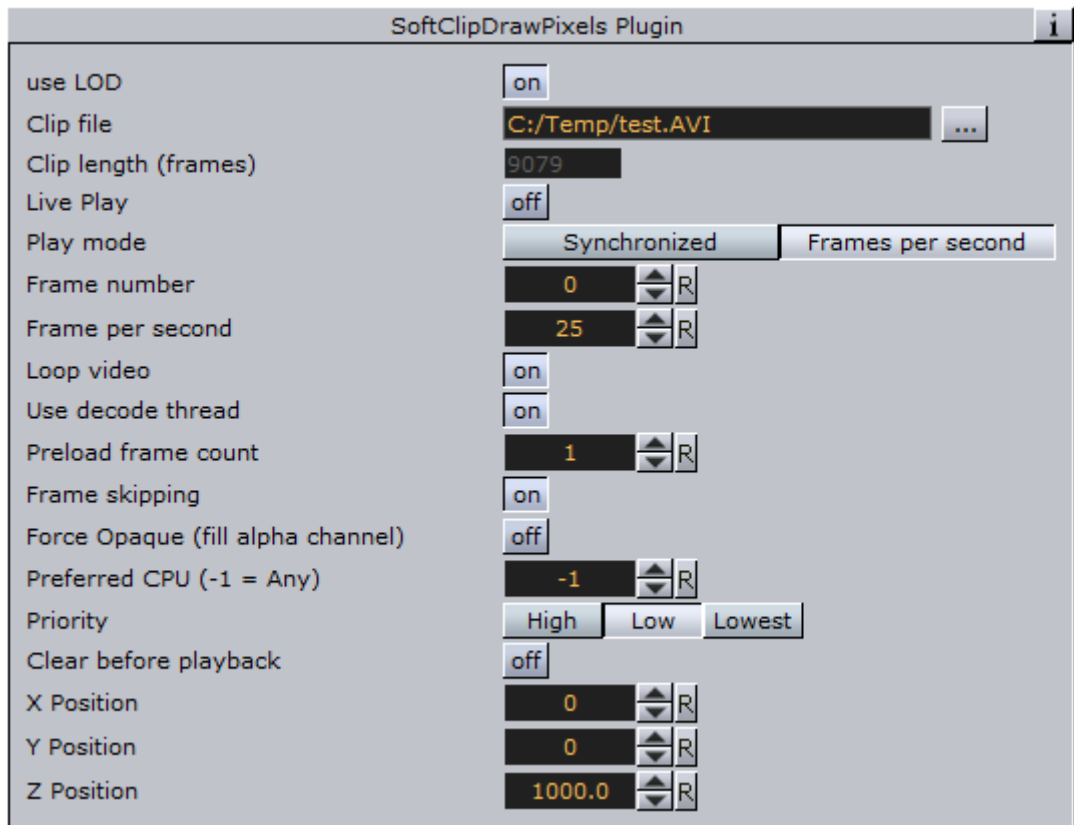 SoftClipDrawPixels Plugin i
use LOD on
Clip file C:/Temp/test.AVI ...
Clip length (frames) 9079
Live Play off
Play mode Synchronized Frames per second
Frame number 0 R
Frame per second 25 R
Loop video on
Use decode thread on
Preload frame count 1 R
Frame skipping on
Force Opaque (fill alpha channel) off
Preferred CPU (-1 = Any) -1 R
Priority High Low Lowest
Clear before playback off
X Position 0 R
Y Position 0 R
Z Position 1000.0 R